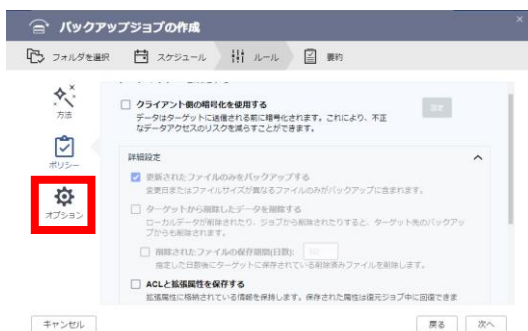 バックアップジョブの作成
フォルダを選択 スケジュール ルール 要約
方法
ポリシー
オプション
クライアント側の暗号化を使用する
データはターゲットに送信される前に暗号化されます。これにより、不正
なデータアクセスのリスクを減らすことができます。
詳細設定
更新されたファイルのみをバックアップする
変更日またはファイルサイズが異なるファイルのみがバックアップに含まれます。
ターゲットから削除したデータを削除する
ローカルデータが削除されたり、ジョブから削除されたりすると、ターゲット先のバックアッ
プからも削除されます。
削除されたファイルの保存期間(日数):
指定した日数後にターゲットに保存されている削除済みファイルを削除します。
ACLと拡張属性を保存する
拡張属性に格納されている情報を保持します。保存された属性は復元ジョブ中に回復できま
キャンセル 戻る 次へ